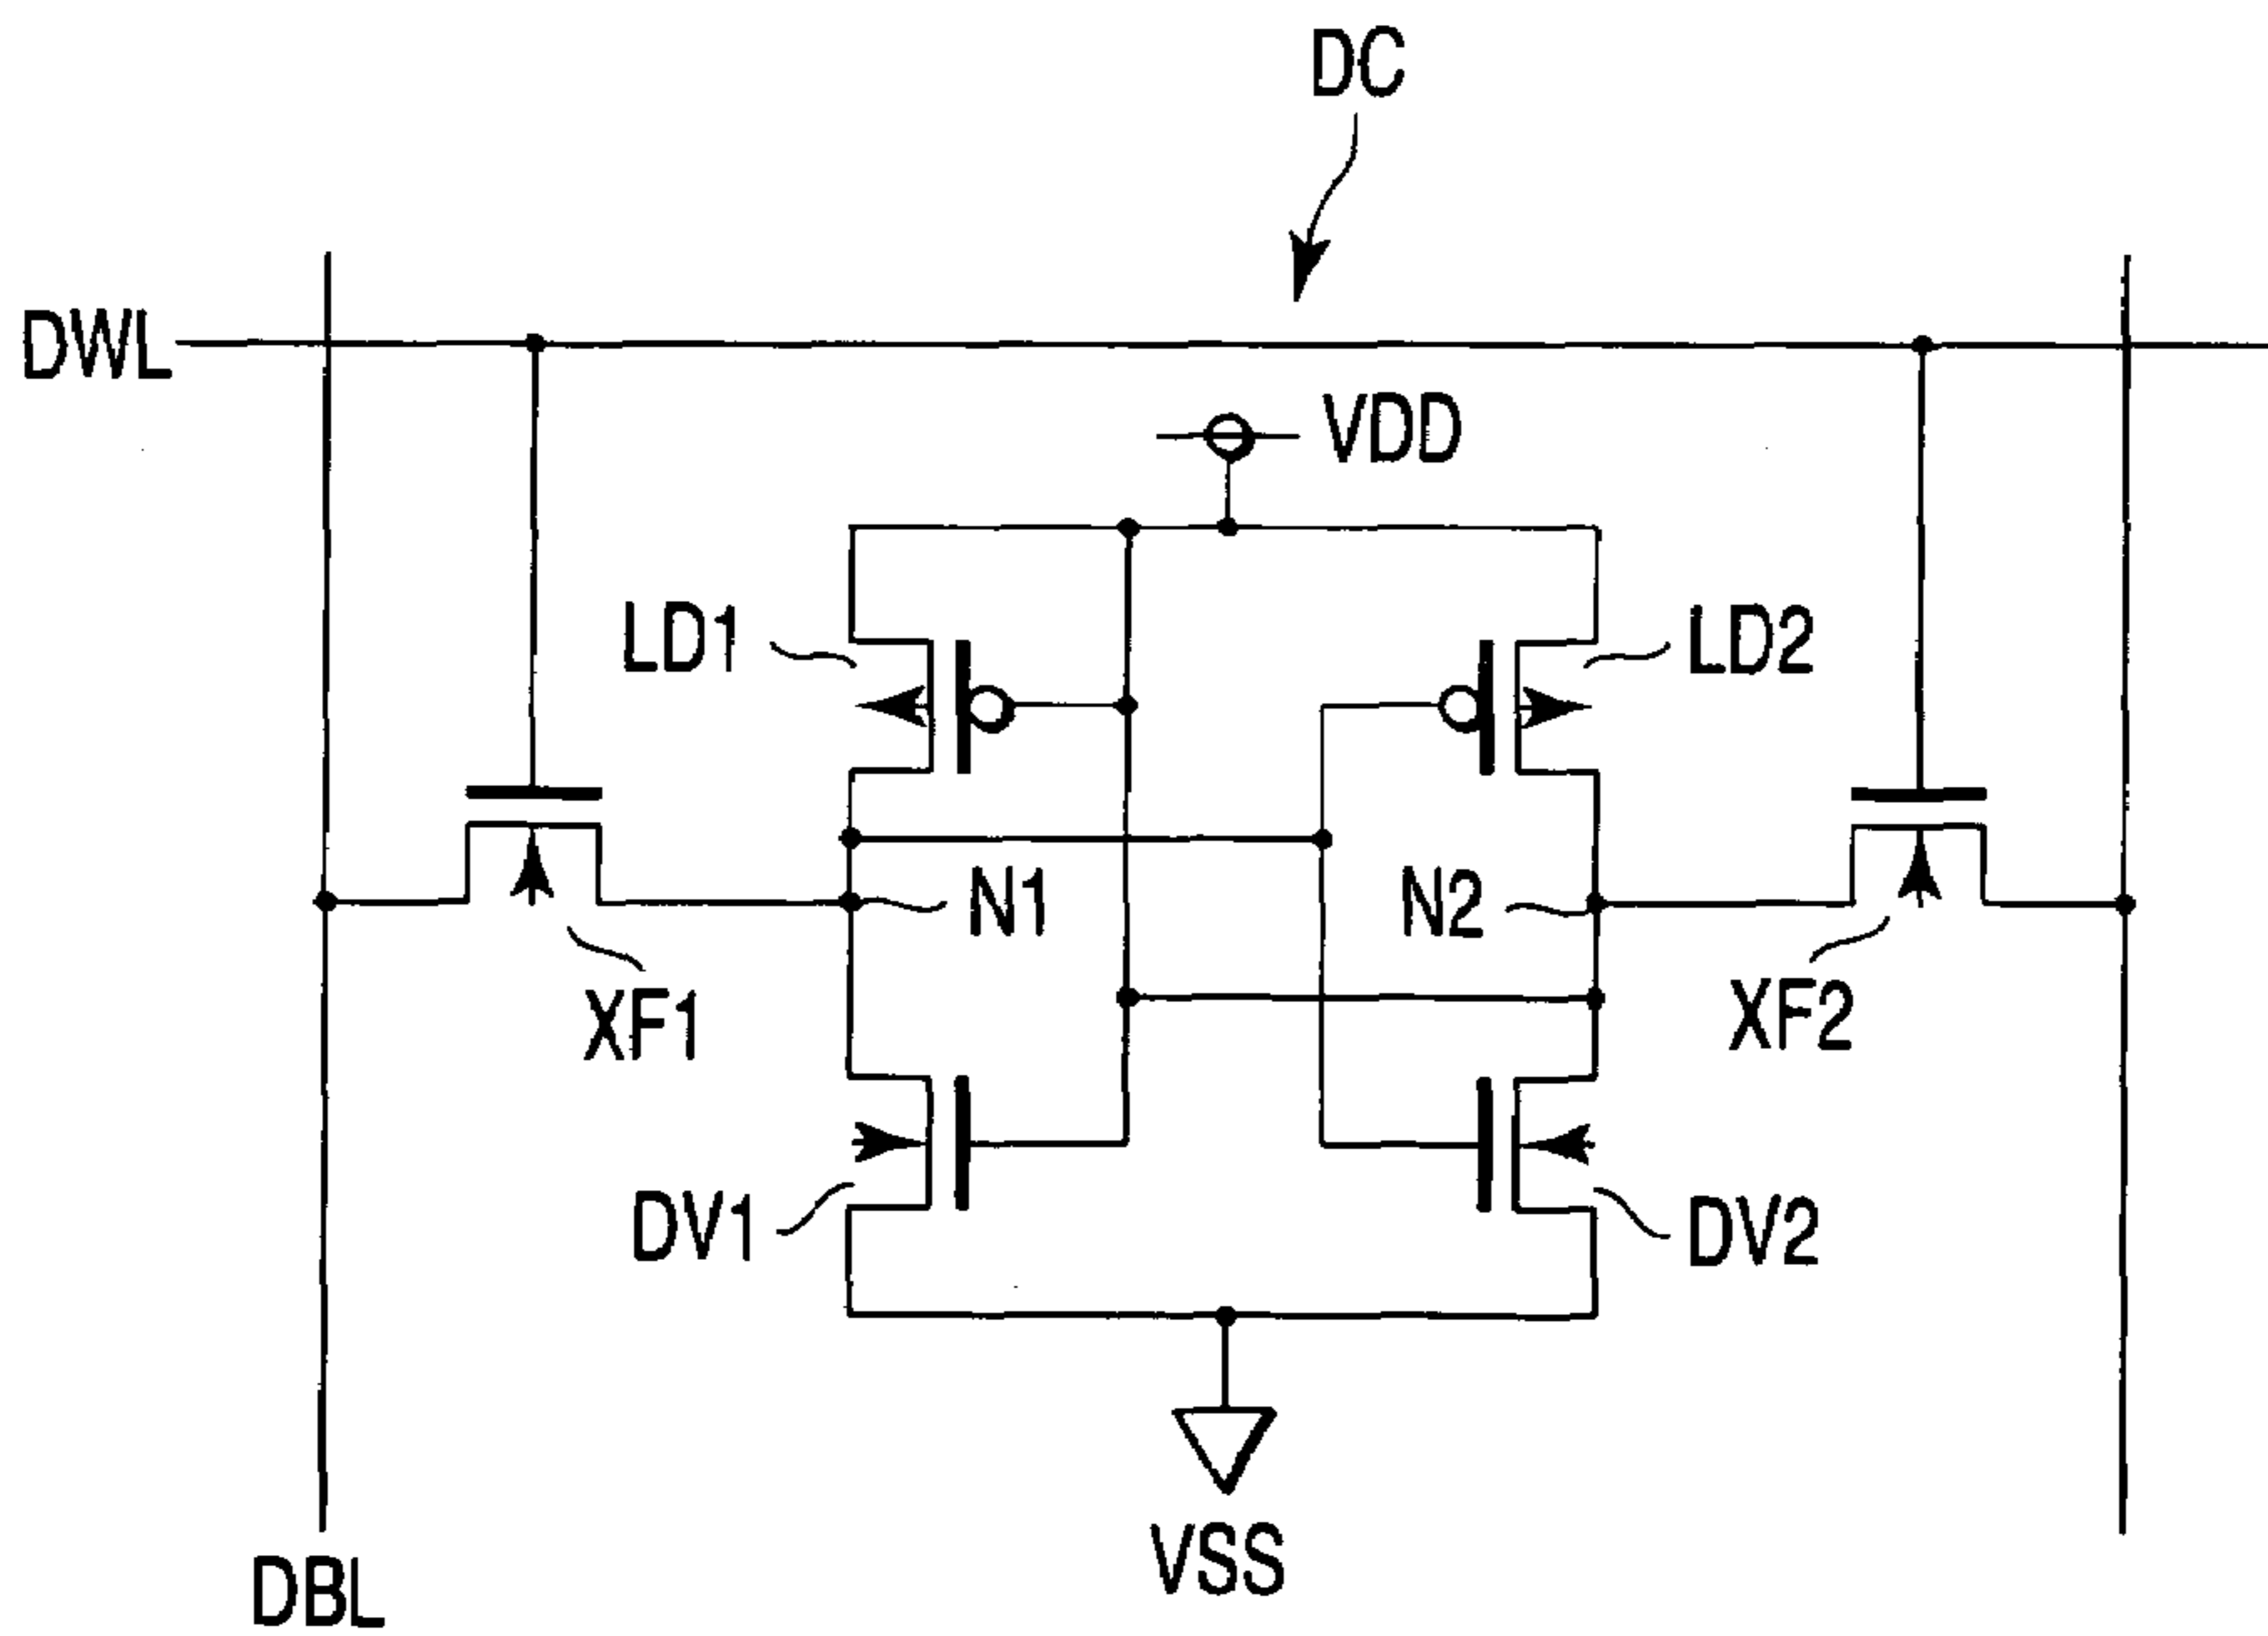 DC
DWL
VDD
LD1
LD2
N1
N2
XF1
XF2
DV1
DV2
VSS
DBL